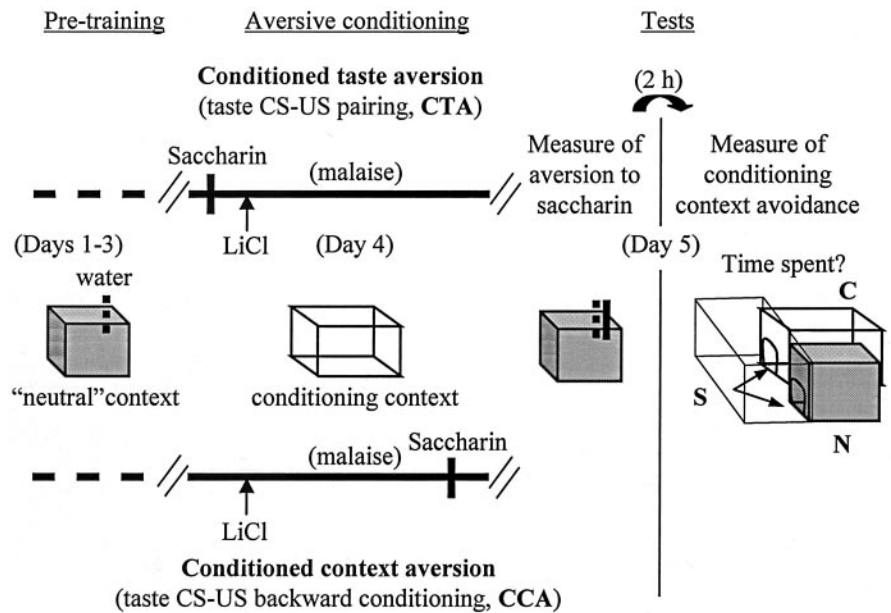 Pre-training
Aversive conditioning
Tests
Conditioned taste aversion
(taste CS-US pairing, CTA)
(2 h)
Saccharin
(malaise)
LiCl
Measure of
aversion to
saccharin
Measure of
conditioning
context avoidance
(Days 1-3)
(Day 4)
(Day 5)
water
Time spent?
C
S
N
“neutral”context
conditioning context
Saccharin
(malaise)
LiCl
Conditioned context aversion
(taste CS-US backward conditioning, CCA)